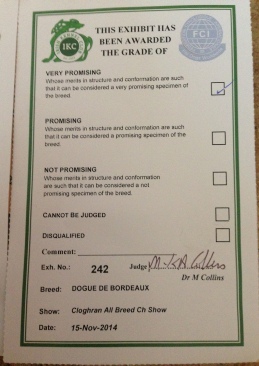 IKC
FCI
THIS EXHIBIT HAS
BEEN AWARDED
THE GRADE OF
VERY PROMISING
Whose merits in structure and conformation are such
that it can be considered a very promising specimen of
the breed.
PROMISING
Whose merits in structure and conformation are such
that it can be considered a promising specimen of the
breed.
NOT PROMISING
Whose merits in structure and conformation
are such that it can be considered a not
promising specimen of the breed.
CANNOT BE JUDGED
DISQUALIFIED
Comment:
Exh. No.: 242 Judge
Dr M Collins
Breed: DOGUE DE BORDEAUX
Show: Cloghran All Breed Ch Show
Date: 15-Nov-2014